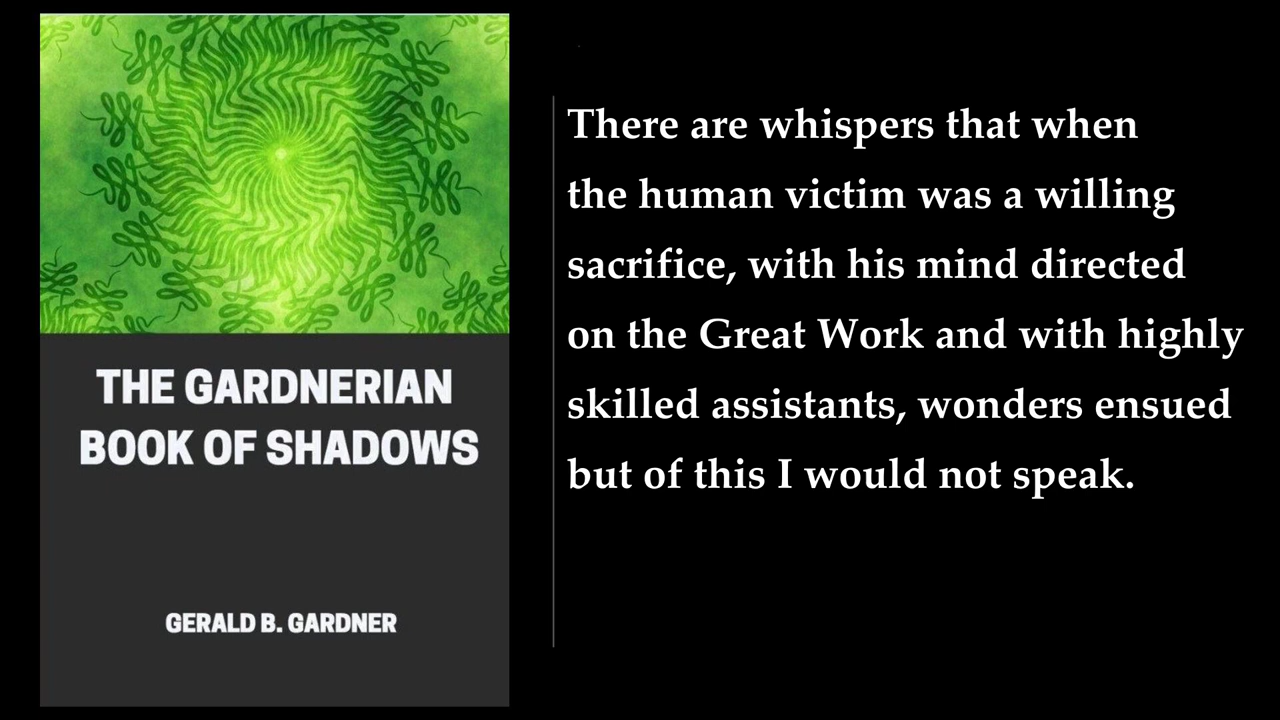 THE GARDNERIAN
BOOK OF SHADOWS
GERALD B. GARDNER
There are whispers that when
the human victim was a willing
sacrifice, with his mind directed
on the Great Work and with highly
skilled assistants, wonders ensued
but of this I would not speak.